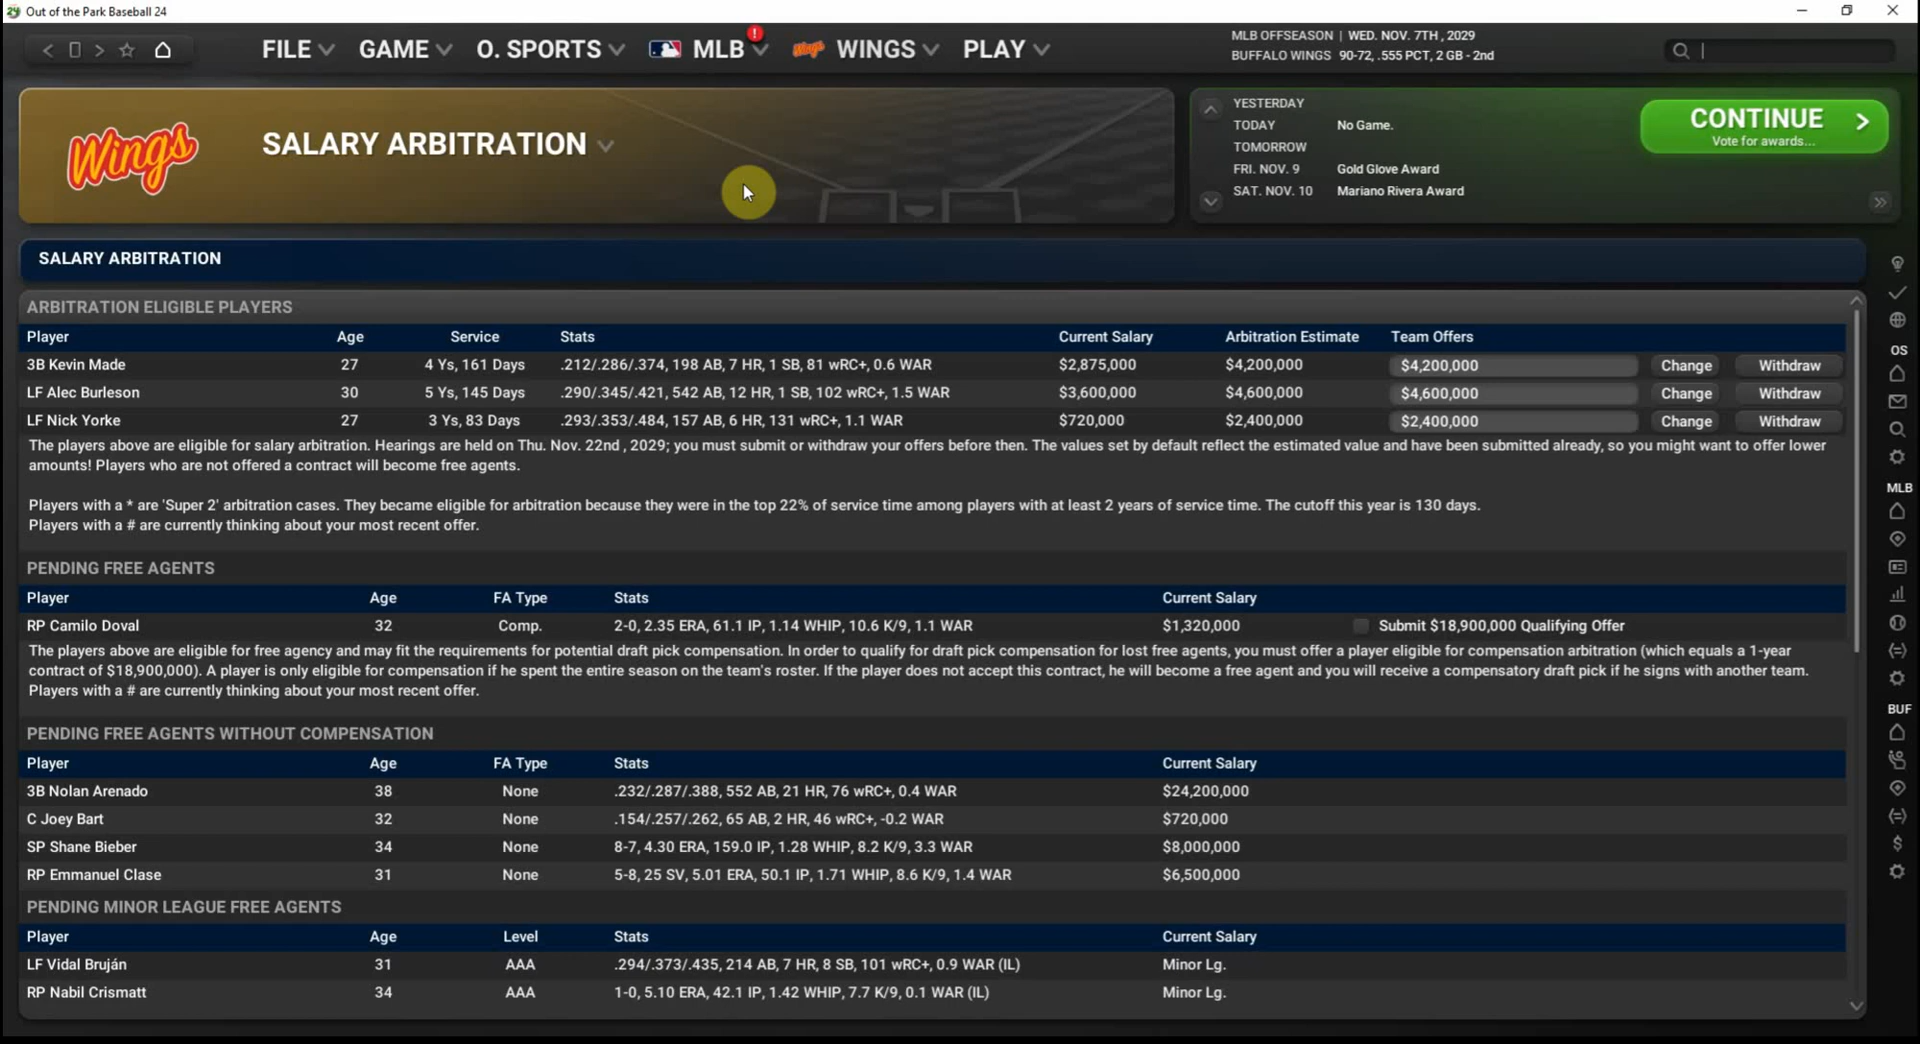 Out of the Park Baseball 24
FILE GAME O. SPORTS MLB ! WINGS PLAY
MLB OFFSEASON | WED. NOV. 7TH , 2029
BUFFALO WINGS 90-72, .555 PCT, 2 GB - 2nd
Wings
SALARY ARBITRATION
YESTERDAY
TODAY No Game.
TOMORROW
FRI. NOV. 9 Gold Glove Award
SAT. NOV. 10 Mariano Rivera Award
CONTINUE
Vote for awards...
SALARY ARBITRATION
ARBITRATION ELIGIBLE PLAYERS
Player Age Service Stats Current Salary Arbitration Estimate Team Offers
3B Kevin Made 27 4 Ys, 161 Days .212/.286/.374, 198 AB, 7 HR, 1 SB, 81 wRC+, 0.6 WAR $2,875,000 $4,200,000 $4,200,000 Change Withdraw
LF Alec Burleson 30 5 Ys, 145 Days .290/.345/.421, 542 AB, 12 HR, 1 SB, 102 wRC+, 1.5 WAR $3,600,000 $4,600,000 $4,600,000 Change Withdraw
LF Nick Yorke 27 3 Ys, 83 Days .293/.353/.484, 157 AB, 6 HR, 131 wRC+, 1.1 WAR $720,000 $2,400,000 $2,400,000 Change Withdraw
The players above are eligible for salary arbitration. Hearings are held on Thu. Nov. 22nd , 2029; you must submit or withdraw your offers before then. The values set by default reflect the estimated value and have been submitted already, so you might want to offer lower
amounts! Players who are not offered a contract will become free agents.
Players with a * are 'Super 2' arbitration cases. They became eligible for arbitration because they were in the top 22% of service time among players with at least 2 years of service time. The cutoff this year is 130 days.
Players with a # are currently thinking about your most recent offer.
PENDING FREE AGENTS
Player Age FA Type Stats Current Salary
RP Camilo Doval 32 Comp. 2-0, 2.35 ERA, 61.1 IP, 1.14 WHIP, 10.6 K/9, 1.1 WAR $1,320,000 Submit $18,900,000 Qualifying Offer
The players above are eligible for free agency and may fit the requirements for potential draft pick compensation. In order to qualify for draft pick compensation for lost free agents, you must offer a player eligible for compensation arbitration (which equals a 1-year
contract of $18,900,000). A player is only eligible for compensation if he spent the entire season on the team's roster. If the player does not accept this contract, he will become a free agent and you will receive a compensatory draft pick if he signs with another team.
Players with a # are currently thinking about your most recent offer.
PENDING FREE AGENTS WITHOUT COMPENSATION
Player Age FA Type Stats Current Salary
3B Nolan Arenado 38 None .232/.287/.388, 552 AB, 21 HR, 76 wRC+, 0.4 WAR $24,200,000
C Joey Bart 32 None .154/.257/.262, 65 AB, 2 HR, 46 wRC+, -0.2 WAR $720,000
SP Shane Bieber 34 None 8-7, 4.30 ERA, 159.0 IP, 1.28 WHIP, 8.2 K/9, 3.3 WAR $8,000,000
RP Emmanuel Clase 31 None 5-8, 25 SV, 5.01 ERA, 50.1 IP, 1.71 WHIP, 8.6 K/9, 1.4 WAR $6,500,000
PENDING MINOR LEAGUE FREE AGENTS
Player Age Level Stats Current Salary
LF Vidal Bruján 31 AAA .294/.373/.435, 214 AB, 7 HR, 8 SB, 101 wRC+, 0.9 WAR (IL) Minor Lg.
RP Nabil Crismatt 34 AAA 1-0, 5.10 ERA, 42.1 IP, 1.42 WHIP, 7.7 K/9, 0.1 WAR (IL) Minor Lg.
OS
MLB
BUF